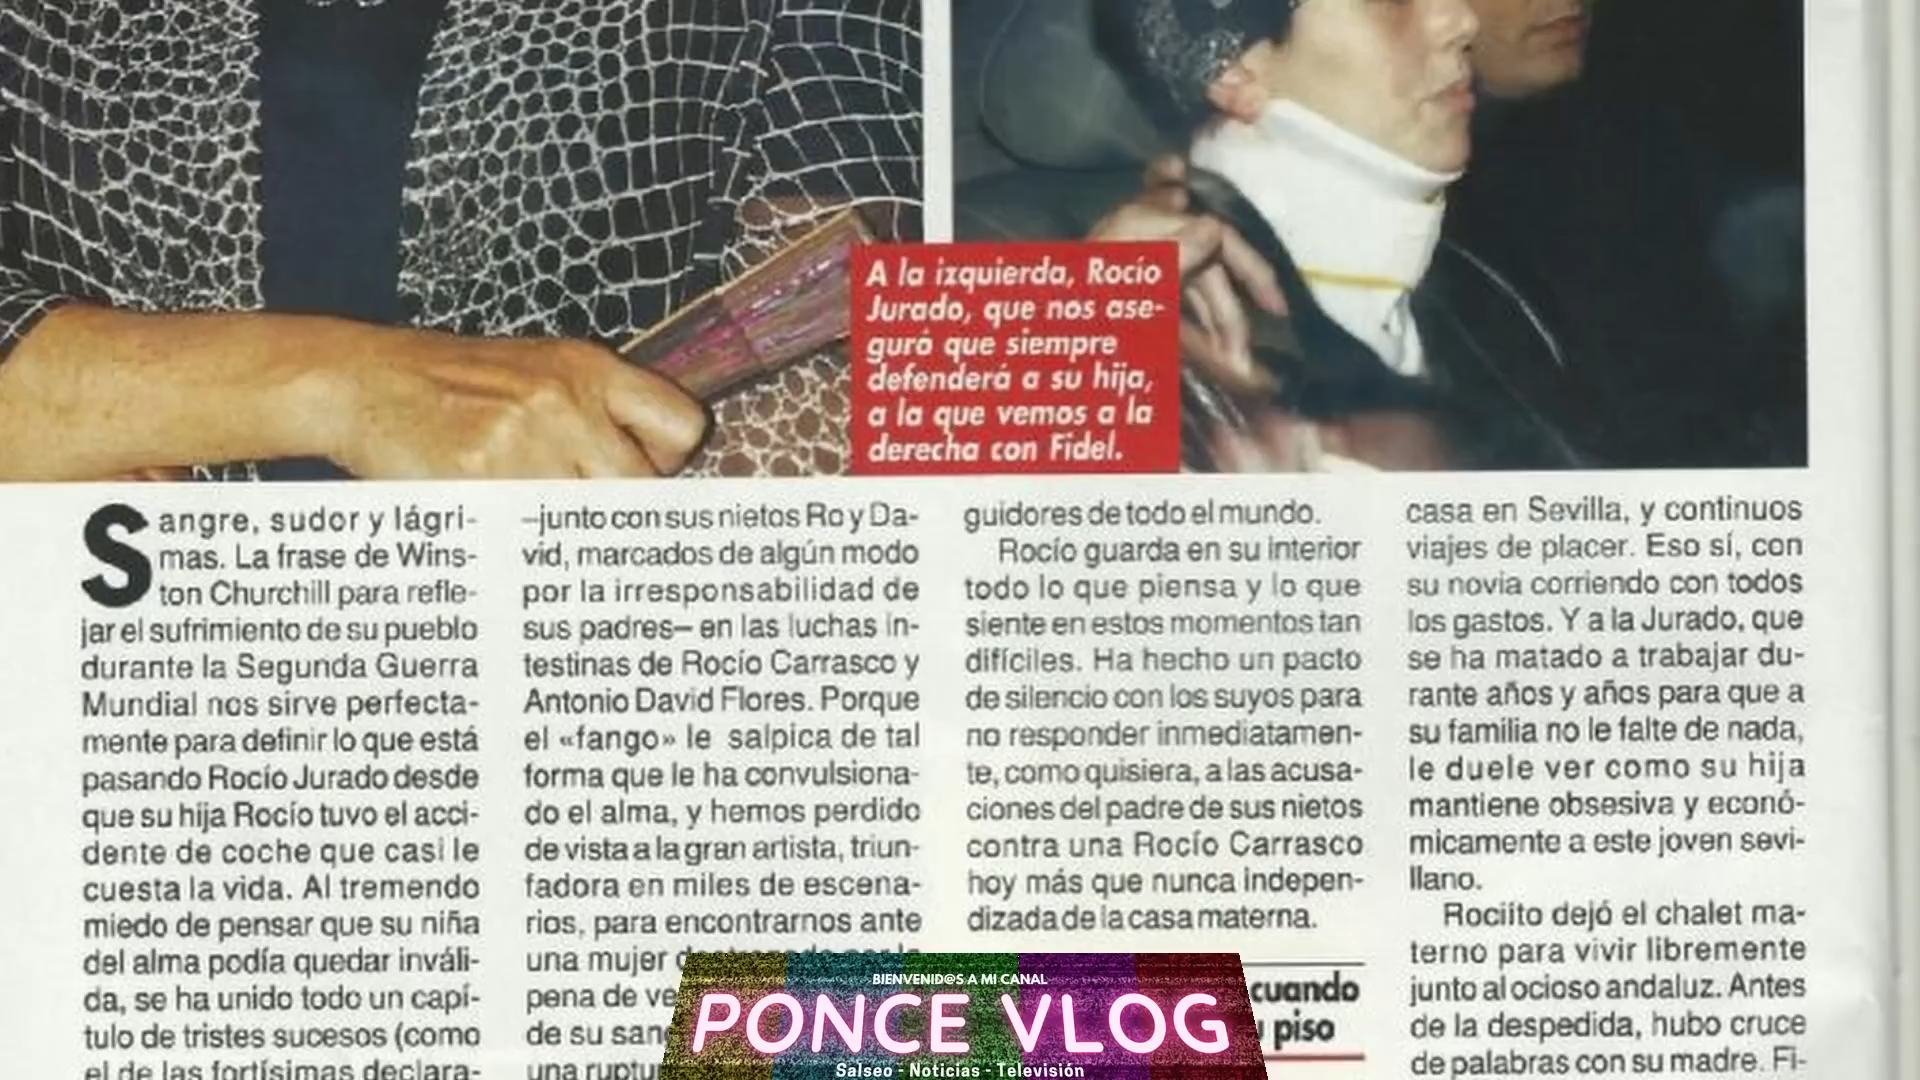 A la izquierda, Rocío
Jurado, que nos ase-
guró que siempre
defenderá a su hija,
a la que vemos a la
derecha con Fidel.
Sangre, sudor y lágri-
mas. La frase de Wins-
ton Churchill para refle-
jar el sufrimiento de su pueblo
durante la Segunda Guerra
Mundial nos sirve perfecta-
mente para definir lo que está
pasando Rocío Jurado desde
que su hija Rocío tuvo el acci-
dente de coche que casi le
cuesta la vida. Al tremendo
miedo de pensar que su niña
del alma podía quedar inváli-
da, se ha unido todo un capí-
tulo de tristes sucesos (como
el de las fortísimas declara-
–junto con sus nietos Ro y Da-
vid, marcados de algún modo
por la irresponsabilidad de
sus padres– en las luchas in-
testinas de Rocío Carrasco y
Antonio David Flores. Porque
el «fango» le salpica de tal
forma que le ha convulsiona-
do el alma, y hemos perdido
de vista a la gran artista, triun-
fadora en miles de escena-
rios, para encontrarnos ante
una mujer
pena de
de su
una
guidores de todo el mundo.
Rocío guarda en su interior
todo lo que piensa y lo que
siente en estos momentos tan
difíciles. Ha hecho un pacto
de silencio con los suyos para
no responder inmediatamen-
te, como quisiera, a las acusa-
ciones del padre de sus nietos
contra una Rocío Carrasco
hoy más que nunca indepen-
dizada de la casa materna.
cuando
piso
casa en Sevilla, y continuos
viajes de placer. Eso sí, con
su novia corriendo con todos
los gastos. Y a la Jurado, que
se ha matado a trabajar du-
rante años y años para que a
su familia no le falte de nada,
le duele ver como su hija
mantiene obsesiva y econó-
micamente a este joven sevi-
llano.
Rociito dejó el chalet ma-
terno para vivir libremente
junto al ocioso andaluz. Antes
de la despedida, hubo cruce
de palabras con su madre. Fi-
BIENVENID@S A MI CANAL
PONCE VLOG
Salseo - Noticias - Televisión